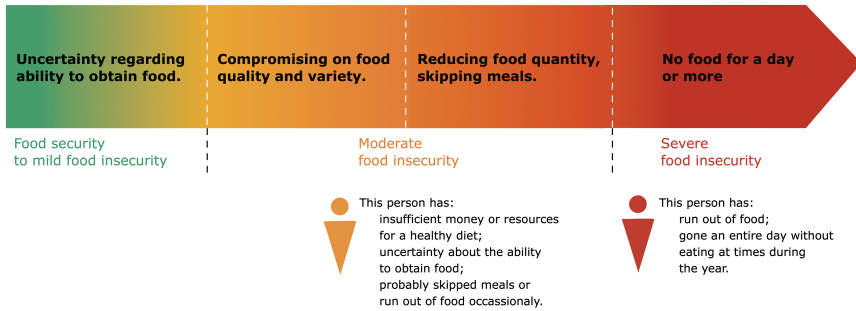 Uncertainty regarding
ability to obtain food.
Compromising on food
quality and variety.
Reducing food quantity,
skipping meals.
No food for a day
or more
Food security
to mild food insecurity
Moderate
food insecurity
Severe
food insecurity
This person has:
insufficient money or resources
for a healthy diet;
uncertainty about the ability
to obtain food;
probably skipped meals or
run out of food occassionaly.
This person has:
run out of food;
gone an entire day without
eating at times during
the year.